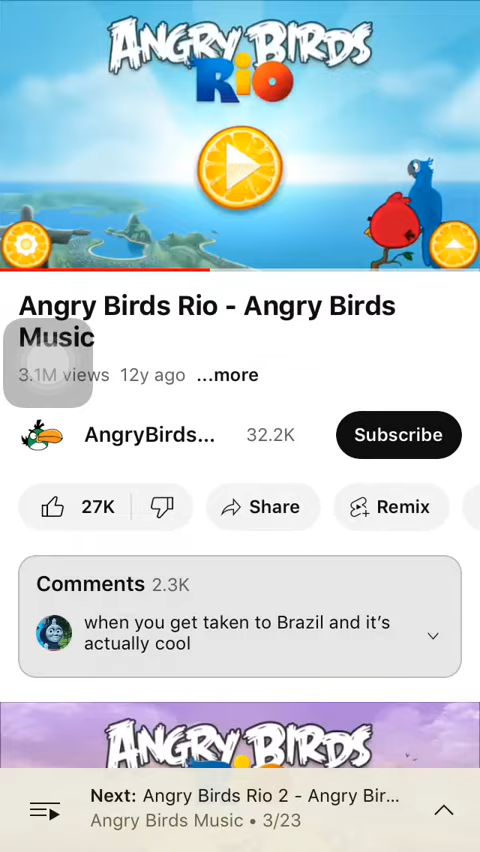 ANGRY BIRDS
Rio
Angry Birds Rio - Angry Birds
Music
3.1M views 12y ago ...more
AngryBirds... 32.2K Subscribe
27K Share Remix
Comments 2.3K
when you get taken to Brazil and it’s
actually cool
ANGRY BIRDS
Next: Angry Birds Rio 2 - Angry Bir...
Angry Birds Music • 3/23